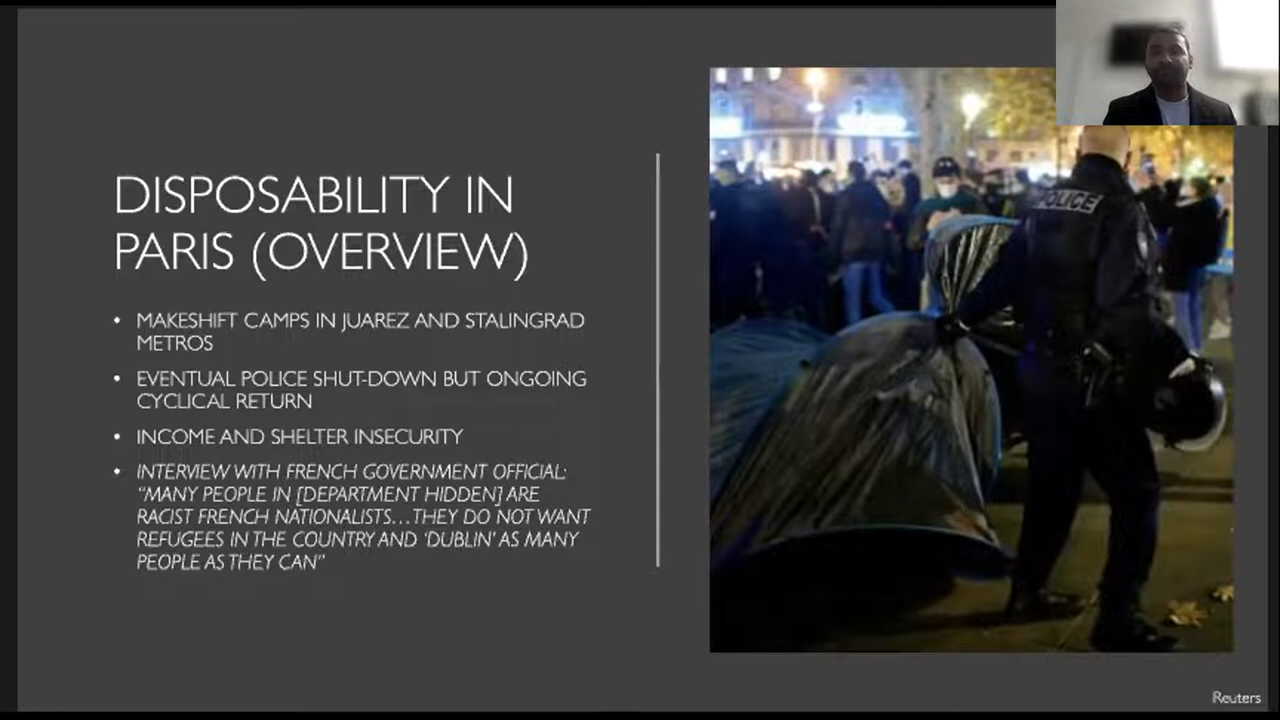 DISPOSABILITY IN
PARIS (OVERVIEW)
• MAKESHIFT CAMPS IN JUAREZ AND STALINGRAD
METROS
• EVENTUAL POLICE SHUT-DOWN BUT ONGOING
CYCLICAL RETURN
• INCOME AND SHELTER INSECURITY
• INTERVIEW WITH FRENCH GOVERNMENT OFFICIAL:
“MANY PEOPLE IN [DEPARTMENT HIDDEN] ARE
RACIST FRENCH NATIONALISTS…THEY DO NOT WANT
REFUGEES IN THE COUNTRY AND ‘DUBLIN’ AS MANY
PEOPLE AS THEY CAN”
POLICE
Reuters